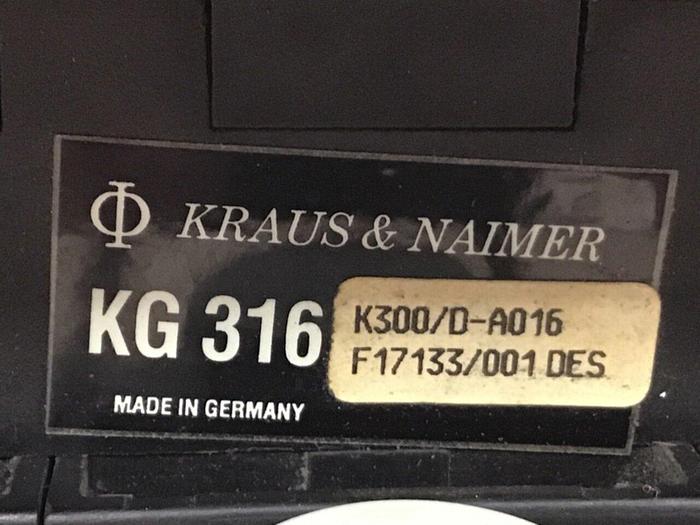 Φ KRAUS & NAIMER
KG 316
K300/D-A016
F17133/001 DES
MADE IN GERMANY